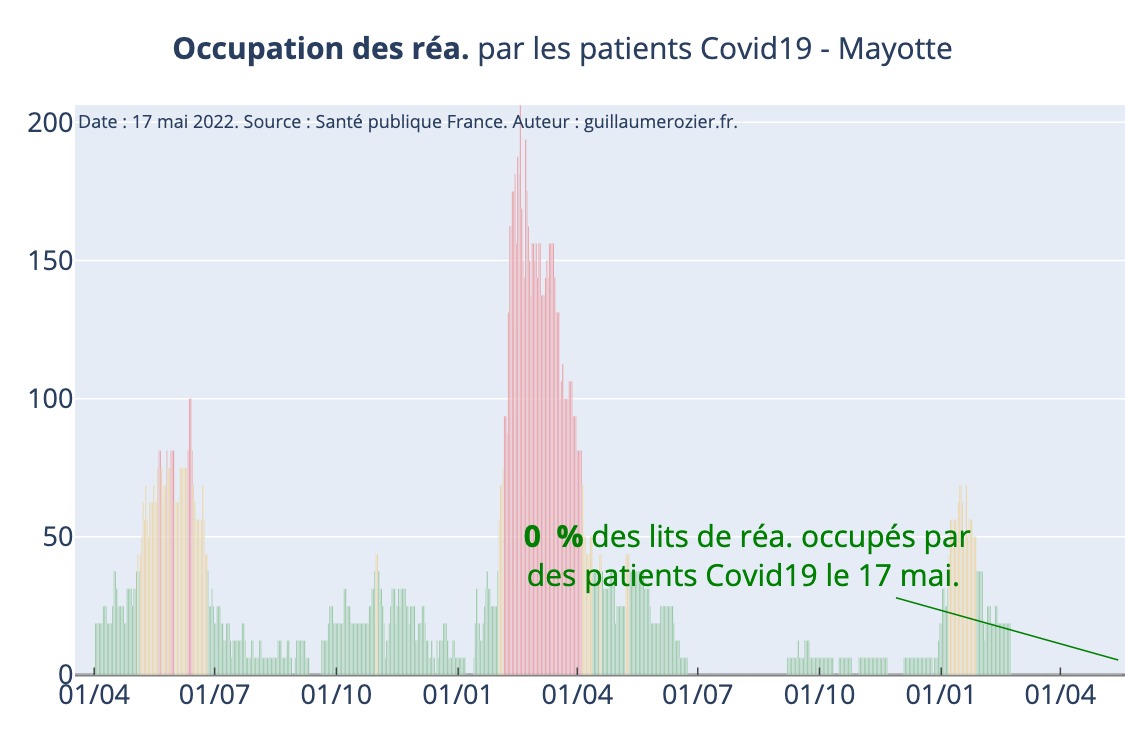 Occupation des réa. par les patients Covid19 - Mayotte
200
Date : 17 mai 2022. Source : Santé publique France. Auteur : guillaumerozier.fr.
150
100
50
0 % des lits de réa. occupés par
des patients Covid19 le 17 mai.
0
01/04 01/07 01/10 01/01 01/04 01/07 01/10 01/01 01/04